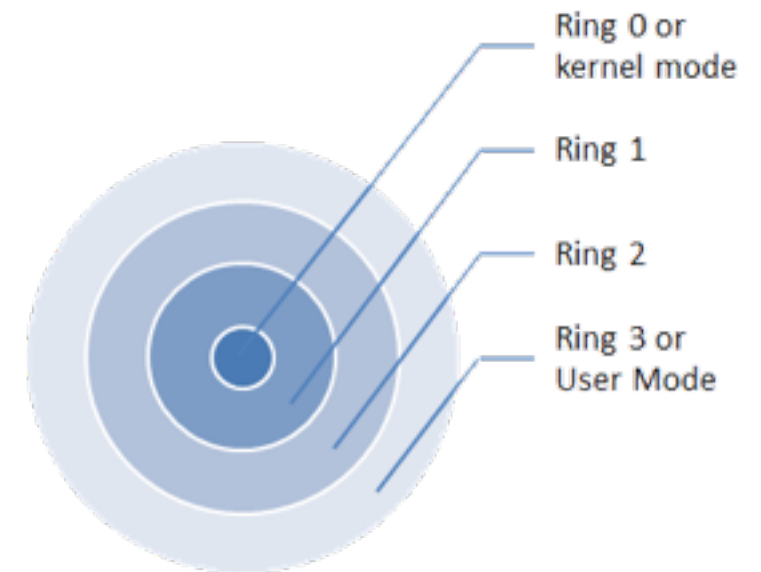 Ring 0 or
kernel mode
Ring 1
Ring 2
Ring 3 or
User Mode